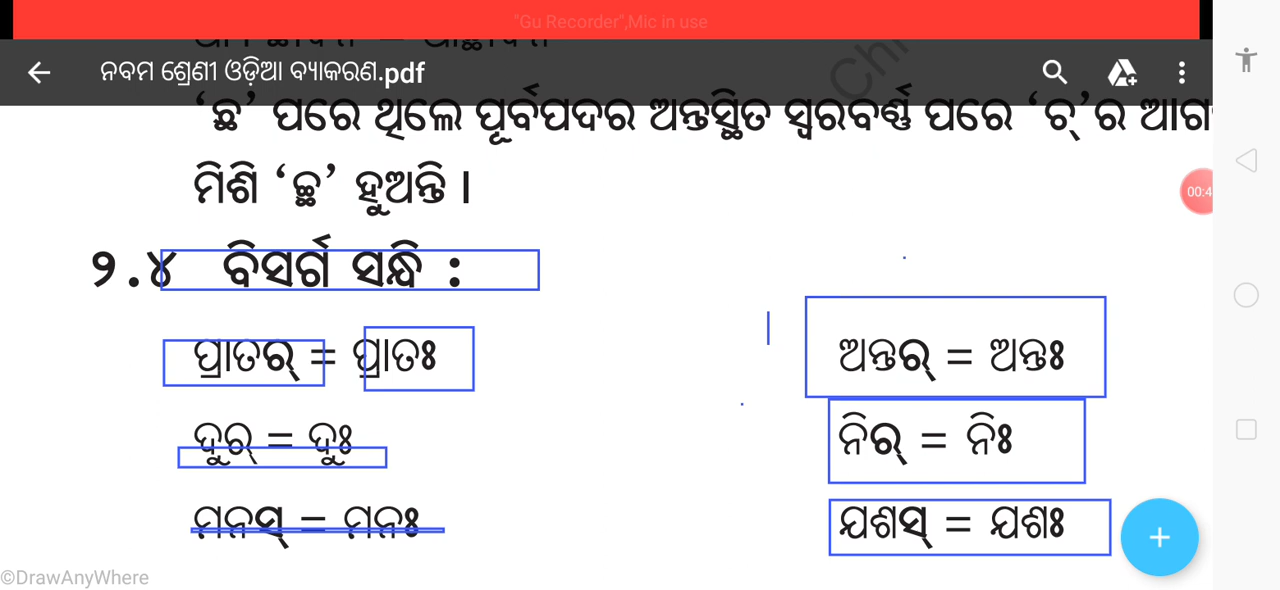 "Gu Recorder",Mic in use
ନବମ ଶ୍ରେଣୀ ଓଡ଼ିଆ ବ୍ୟାକରଣ.pdf
Ch
‘ଛ’ ପରେ ଥିଲେ ପୂର୍ବପଦର ଅନ୍ତସ୍ଥିତ ସ୍ୱରବର୍ଣ୍ଣ ପରେ ‘ଚ୍’ର ଆଗ
ମିଶି ‘ଚ୍ଛ’ ହୁଅନ୍ତି ।
00:4
୨.୪ ବିସର୍ଗ ସନ୍ଧି :
ପ୍ରାତର୍ = ପ୍ରାତଃ ଅନ୍ତର୍ = ଅନ୍ତଃ
ଦୁର୍ = ଦୁଃ ନିର୍ = ନିଃ
ମନସ୍ = ମନଃ ଯଶସ୍ = ଯଶଃ
©DrawAnyWhere